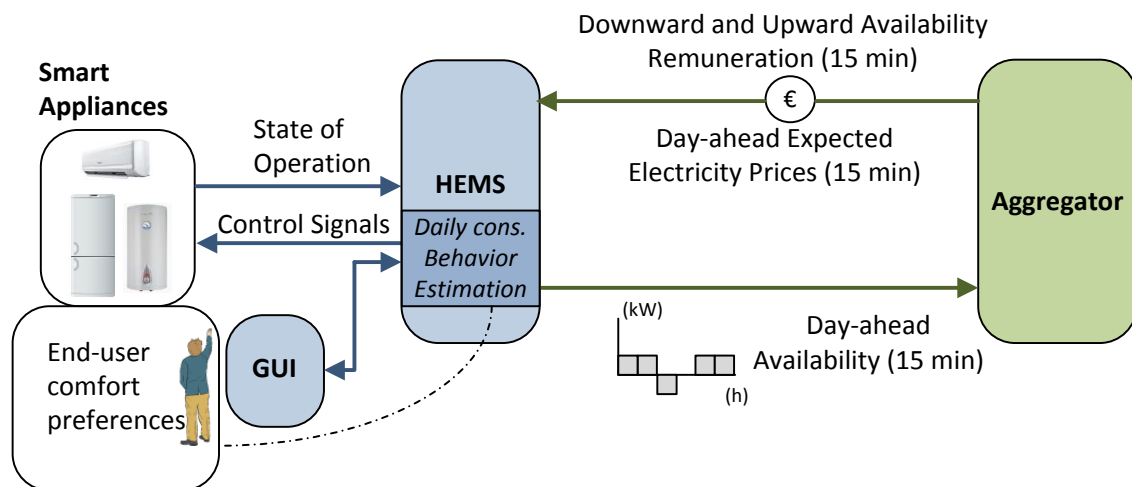 Downward and Upward Availability
Remuneration (15 min)
€
Day-ahead Expected
Electricity Prices (15 min)
Smart
Appliances
State of
Operation
Control Signals
HEMS
Daily cons.
Behavior
Estimation
Aggregator
(kW)
(h)
Day-ahead
Availability (15 min)
GUI
End-user
comfort
preferences